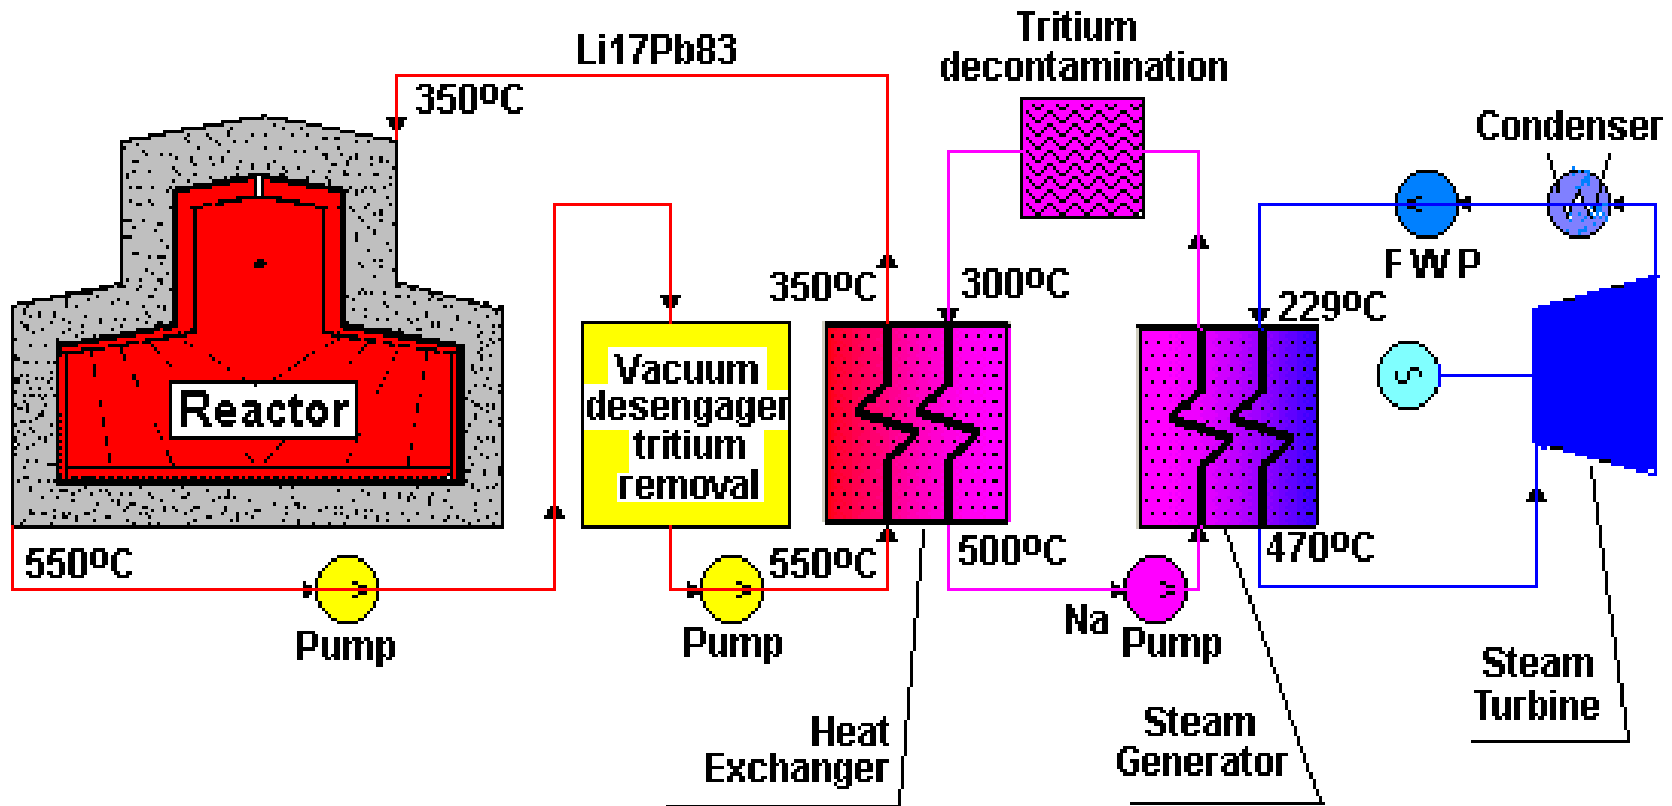 Li17Pb83
350ºC
Tritium
decontamination
Condenser
F W P
350ºC
300ºC
229ºC
Vacuum
desengager
tritium
removal
Reactor
S
550ºC
550ºC
500ºC
470ºC
Pump
Pump
Na
Pump
Heat
Exchanger
Steam
Generator
Steam
Turbine